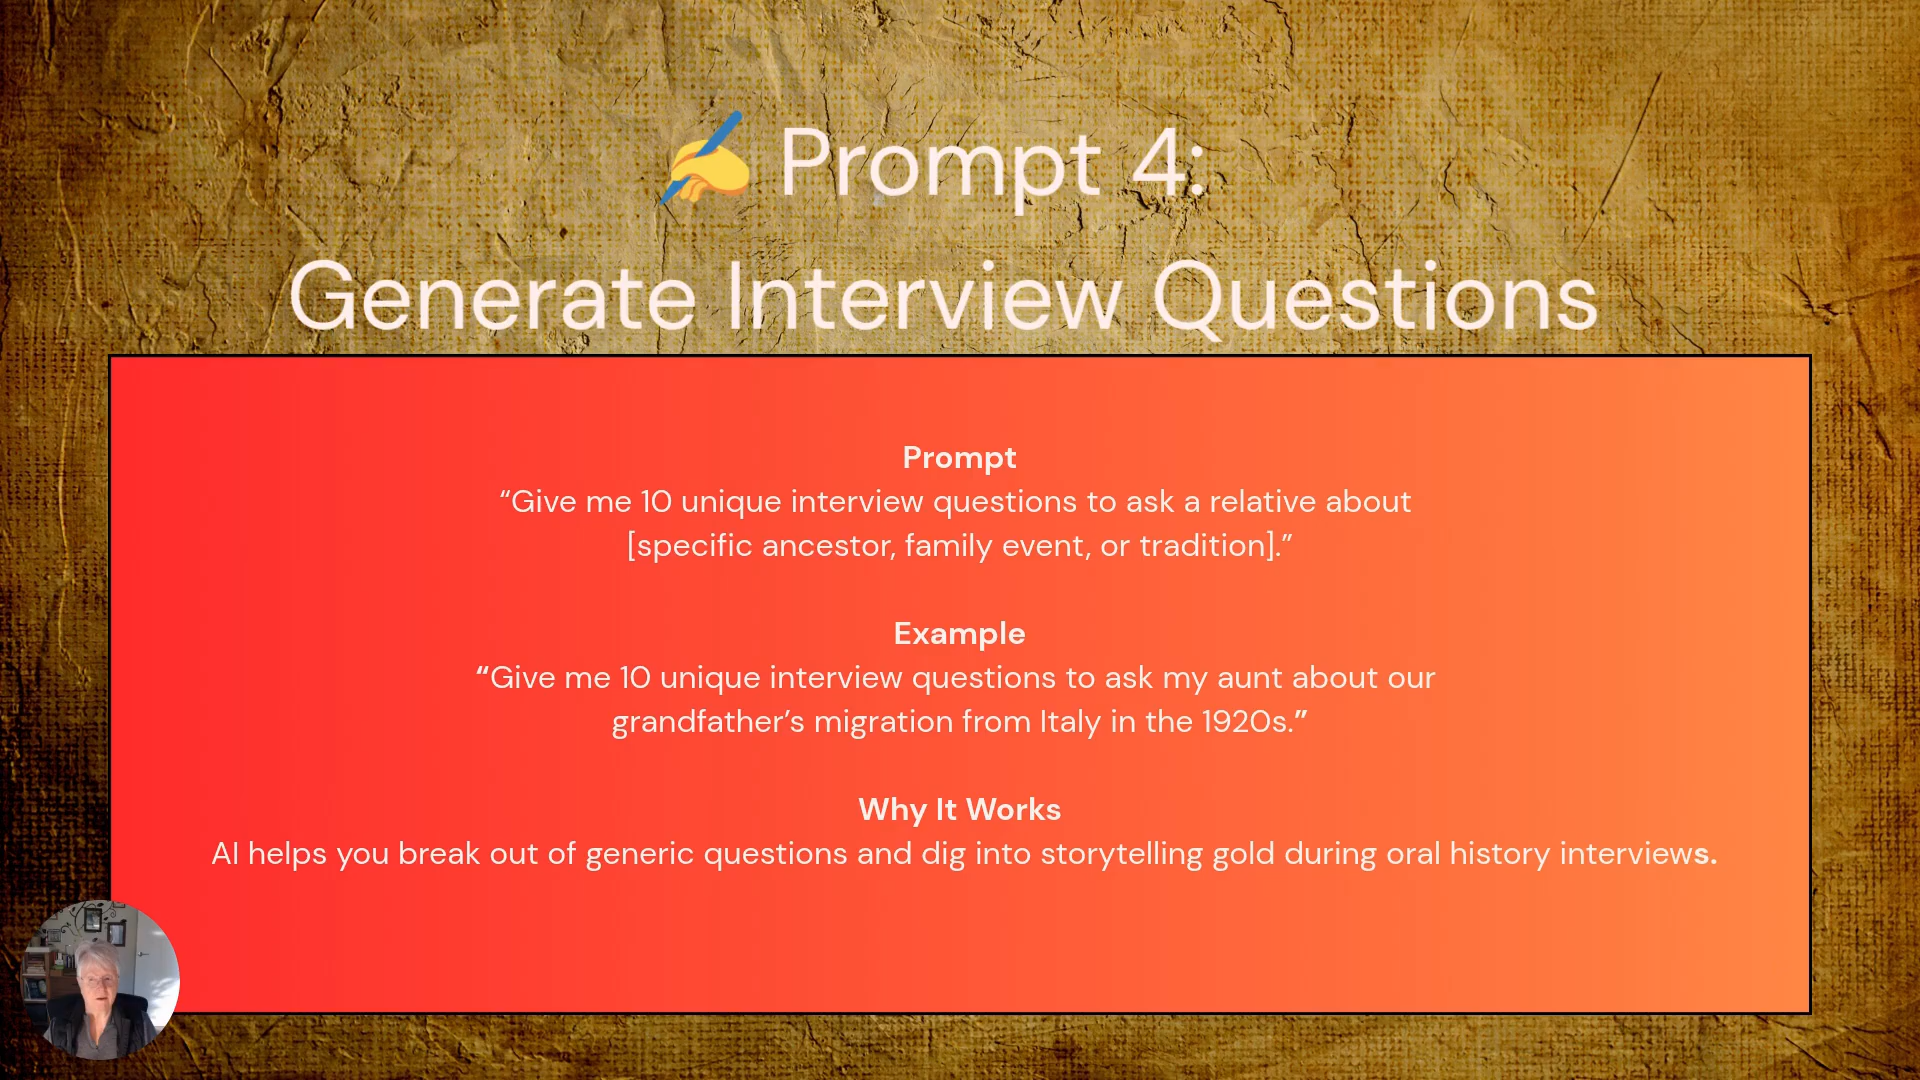 ✍️ Prompt 4:
Generate Interview Questions
Prompt
“Give me 10 unique interview questions to ask a relative about
[specific ancestor, family event, or tradition].”
Example
“Give me 10 unique interview questions to ask my aunt about our
grandfather’s migration from Italy in the 1920s.”
Why It Works
AI helps you break out of generic questions and dig into storytelling gold during oral history interviews.